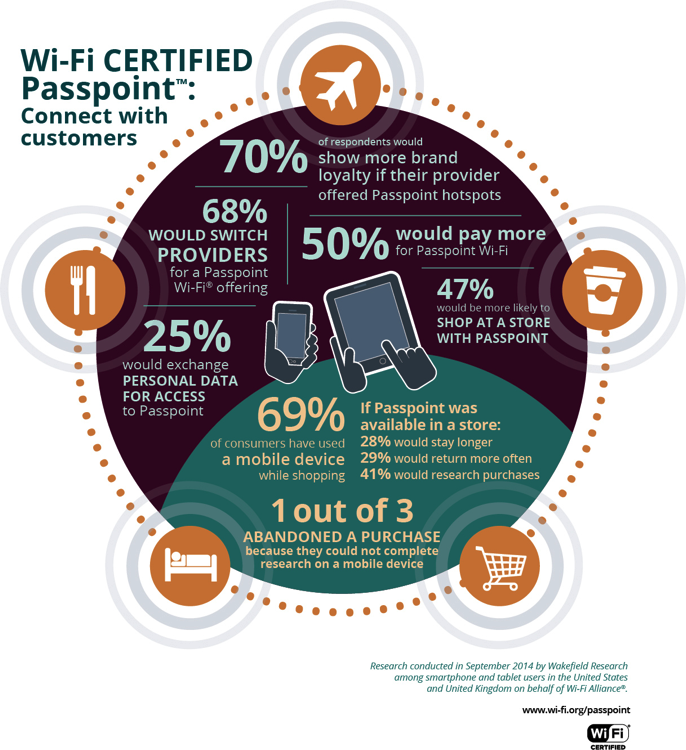 Wi-Fi CERTIFIED
Passpoint™:
Connect with
customers
70%
of respondents would
show more brand
loyalty if their provider
offered Passpoint hotspots
68%
WOULD SWITCH
PROVIDERS
for a Passpoint
Wi-Fi® offering
50%
would pay more
for Passpoint Wi-Fi
47%
would be more likely to
SHOP AT A STORE
WITH PASSPOINT
25%
would exchange
PERSONAL DATA
FOR ACCESS
to Passpoint
69%
of consumers have used
a mobile device
while shopping
If Passpoint was
available in a store:
28% would stay longer
29% would return more often
41% would research purchases
1 out of 3
ABANDONED A PURCHASE
because they could not complete
research on a mobile device
Research conducted in September 2014 by Wakefield Research
among smartphone and tablet users in the United States
and United Kingdom on behalf of Wi-Fi Alliance®.
www.wi-fi.org/passpoint
Wi Fi
CERTIFIED